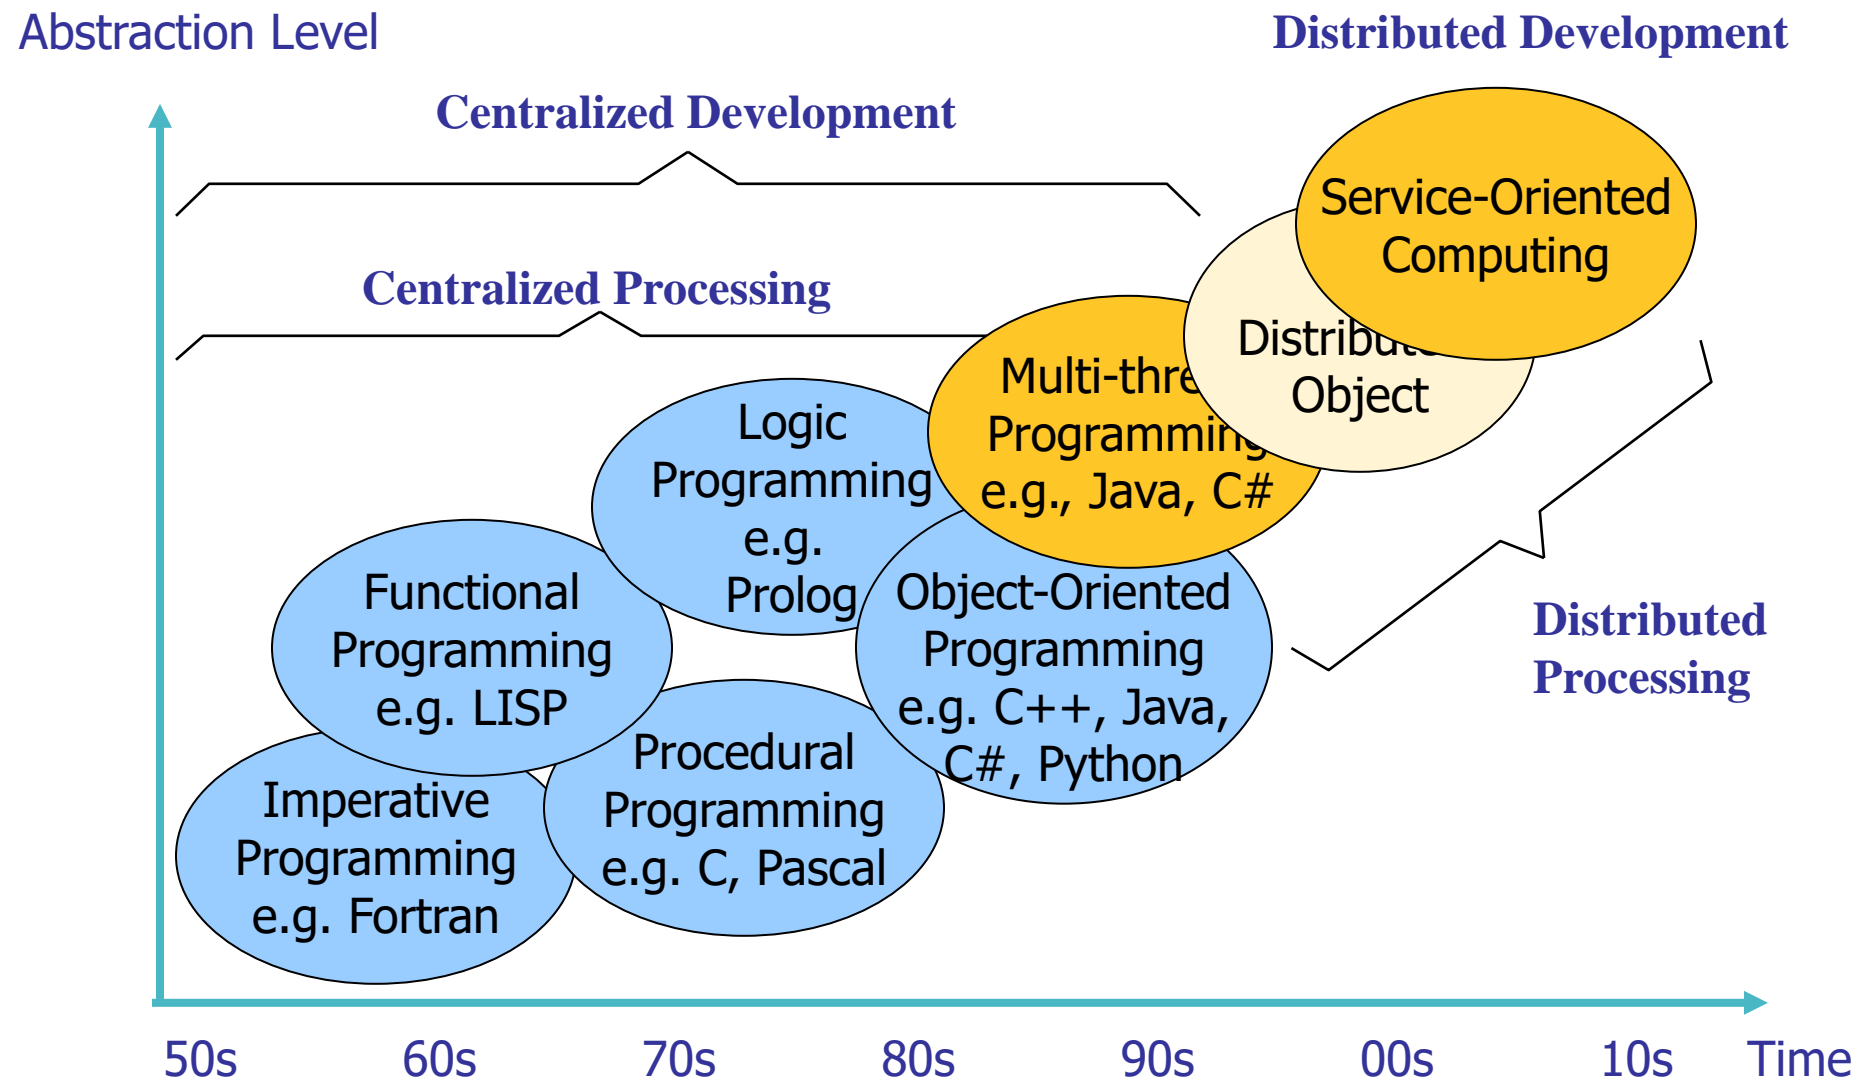 Abstraction Level
Distributed Development
Centralized Development
Service-Oriented
Computing
Centralized Processing
Object
Programming
e.g., Java, C#
Logic
Programming
e.g.
Prolog
Functional
Programming
e.g. LISP
Object-Oriented
Programming
e.g. C++, Java,
C#, Python
Distributed
Processing
Procedural
Programming
e.g. C, Pascal
Imperative
Programming
e.g. Fortran
50s 60s 70s 80s 90s 00s 10s Time